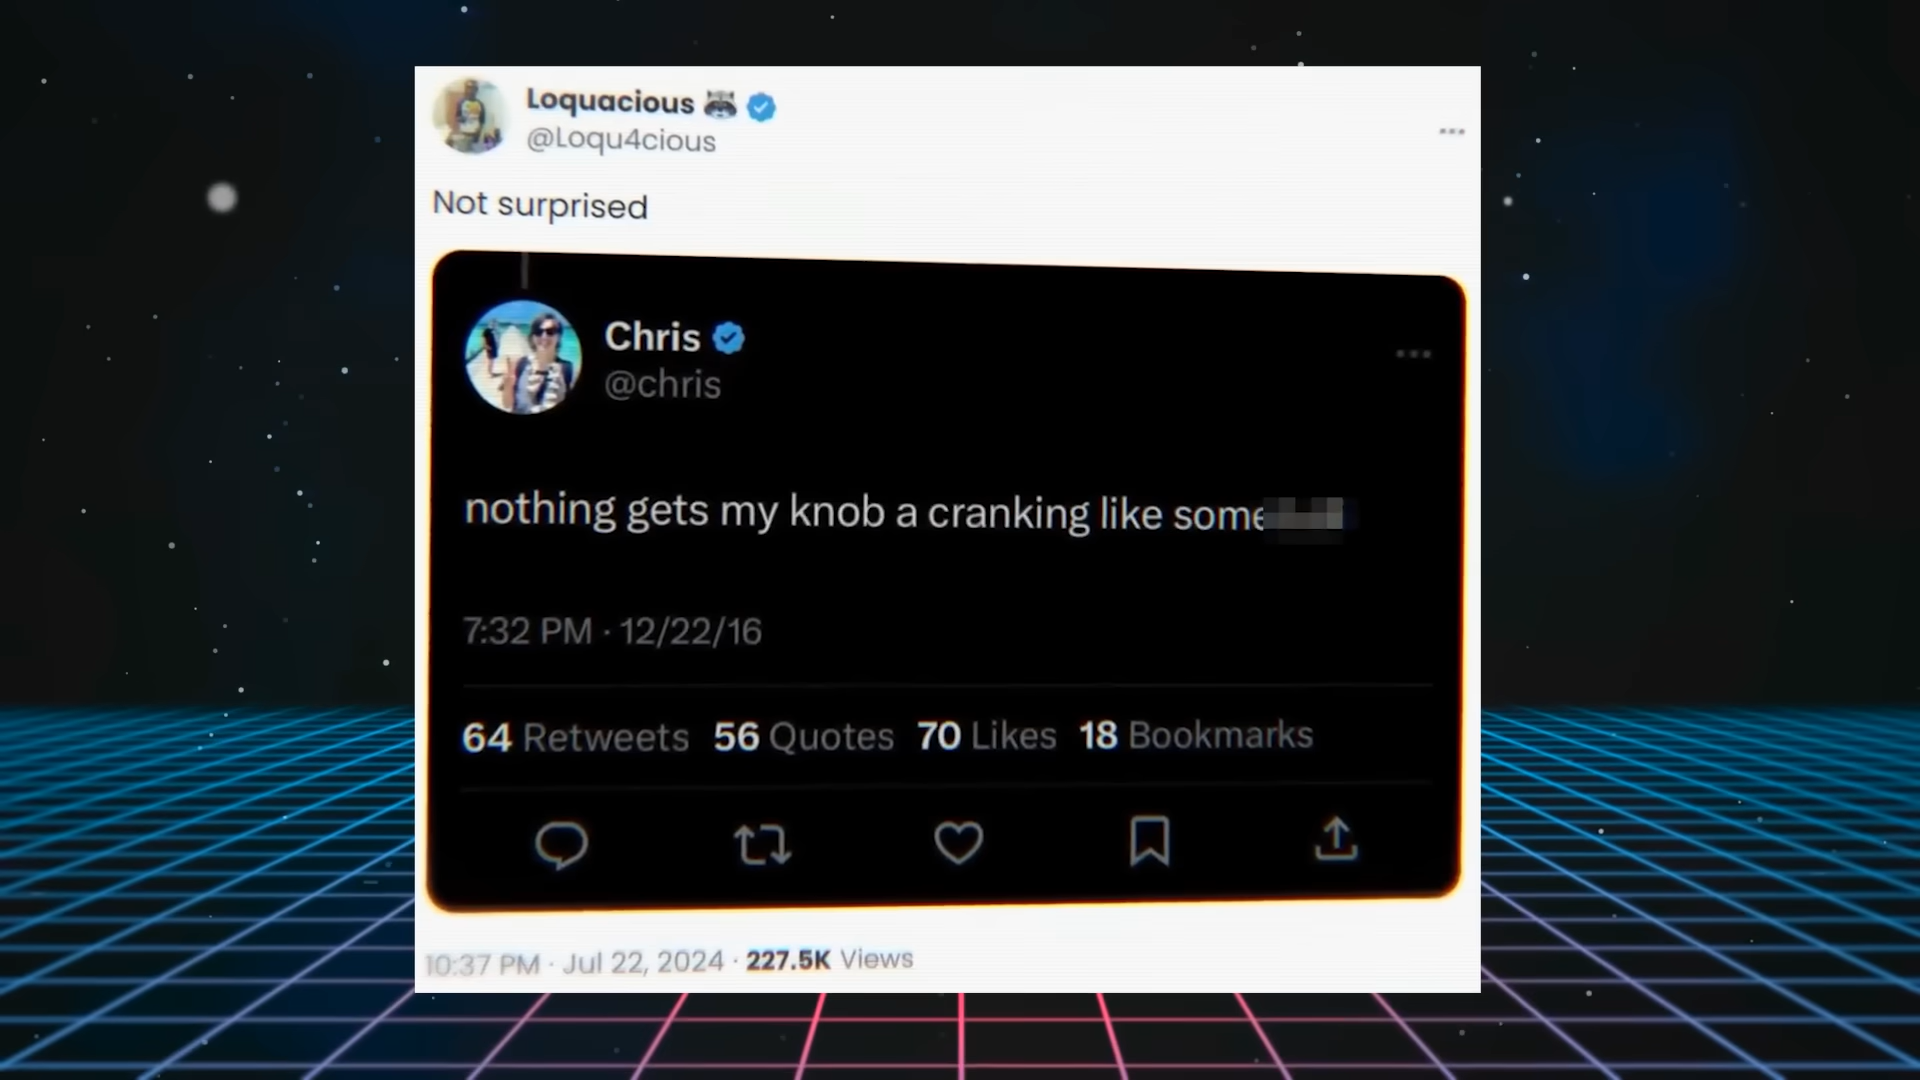 Loquacious 🦝
@Loqu4cious
Not surprised
Chris
@chris
nothing gets my knob a cranking like some
7:32 PM · 12/22/16
64 Retweets 56 Quotes 70 Likes 18 Bookmarks
10:37 PM · Jul 22, 2024 · 227.5K Views